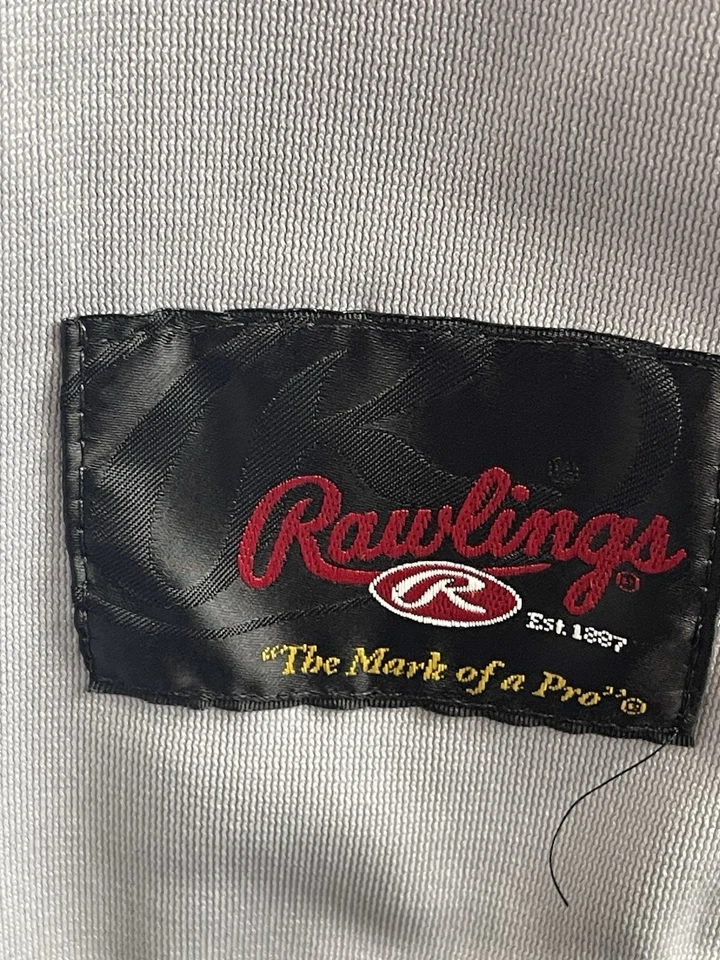 Rawlings®
R
Est. 1887
“The Mark of a Pro”®